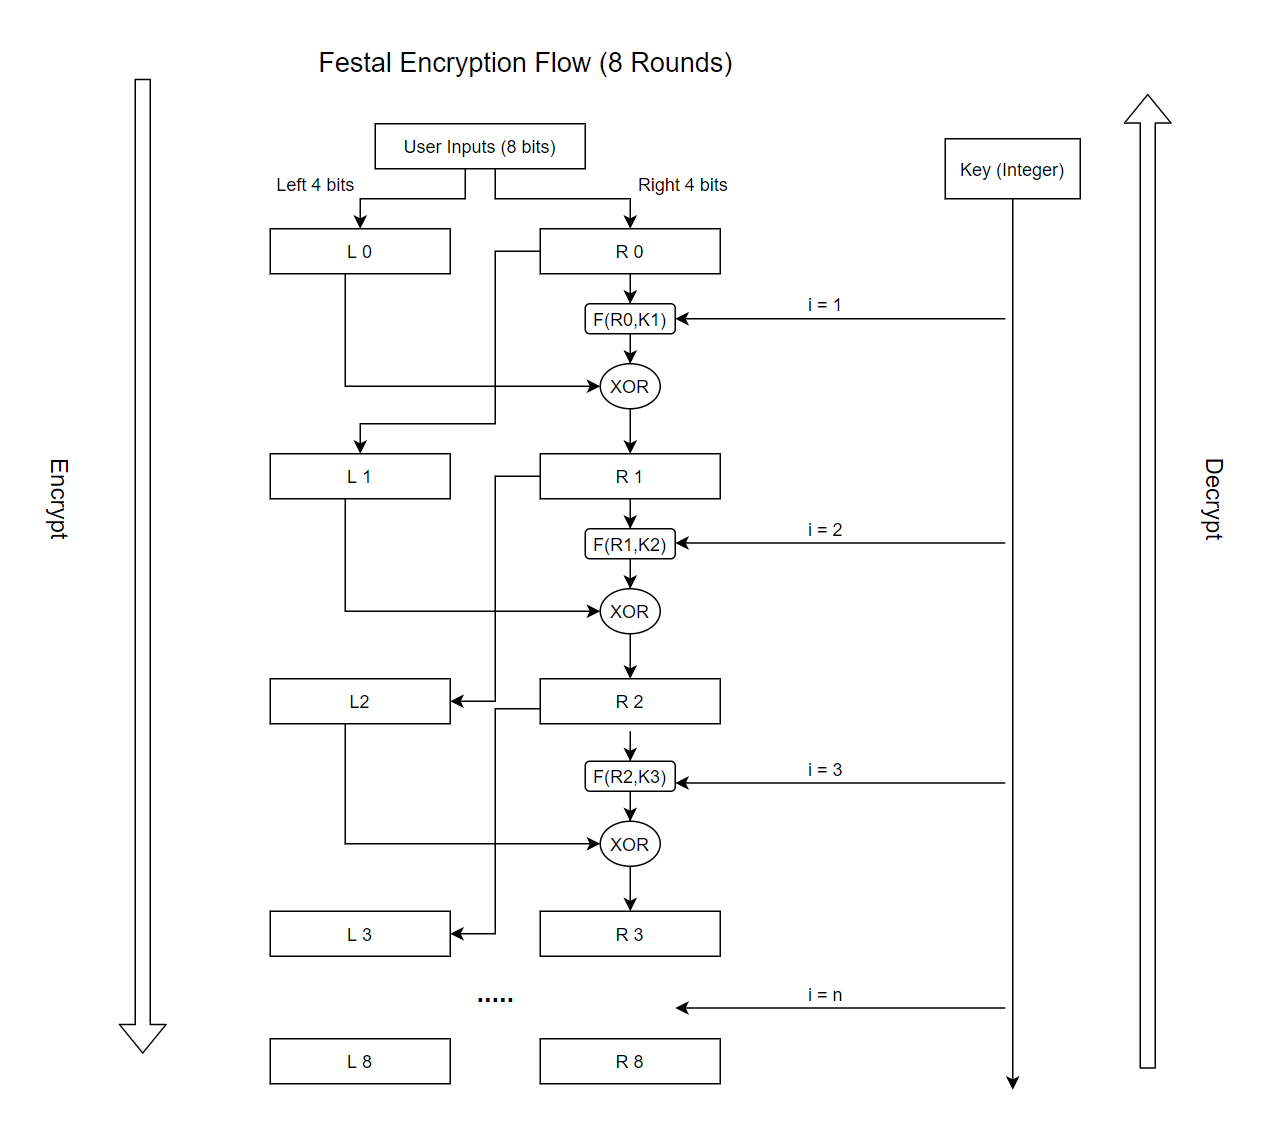 Festal Encryption Flow (8 Rounds)
User Inputs (8 bits)
Key (Integer)
Left 4 bits
Right 4 bits
L 0
R 0
i = 1
F(R0,K1)
XOR
Encrypt
Decrypt
L 1
R 1
i = 2
F(R1,K2)
XOR
L2
R 2
i = 3
F(R2,K3)
XOR
L 3
R 3
.....
i = n
L 8
R 8